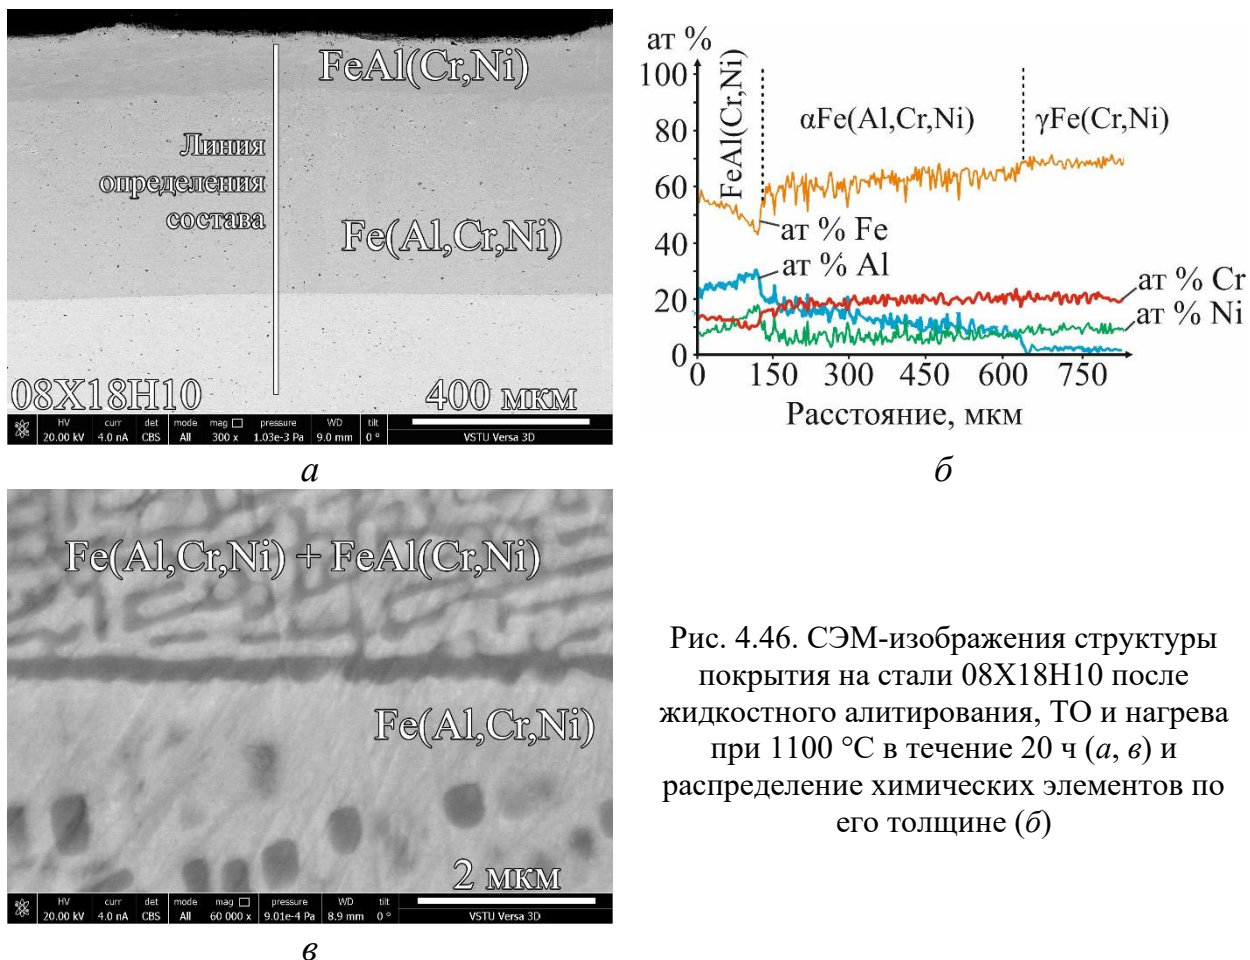 FeAl(Cr,Ni)
Линия
определения
состава
Fe(Al,Cr,Ni)
08Х18Н10
400 мкм
HV curr det mode mag pressure WD tilt
20.00 kV 4.0 nA CBS All 300 x 1.03e-3 Pa 9.0 mm 0 ° VSTU Versa 3D
а
ат %
100
80
60
40
20
0
FeAl(Cr,Ni)
αFe(Al,Cr,Ni)
γFe(Cr,Ni)
ат % Fe
ат % Al
ат % Cr
ат % Ni
0 150 300 450 600 750
Расстояние, мкм
б
Fe(Al,Cr,Ni) + FeAl(Cr,Ni)
Fe(Al,Cr,Ni)
2 мкм
HV curr det mode mag pressure WD tilt
20.00 kV 4.0 nA CBS All 60 000 x 9.01e-4 Pa 8.9 mm 0 ° VSTU Versa 3D
в
Рис. 4.46. СЭМ-изображения структуры
покрытия на стали 08Х18Н10 после
жидкостного алитирования, ТО и нагрева
при 1100 °С в течение 20 ч (а, в) и
распределение химических элементов по
его толщине (б)